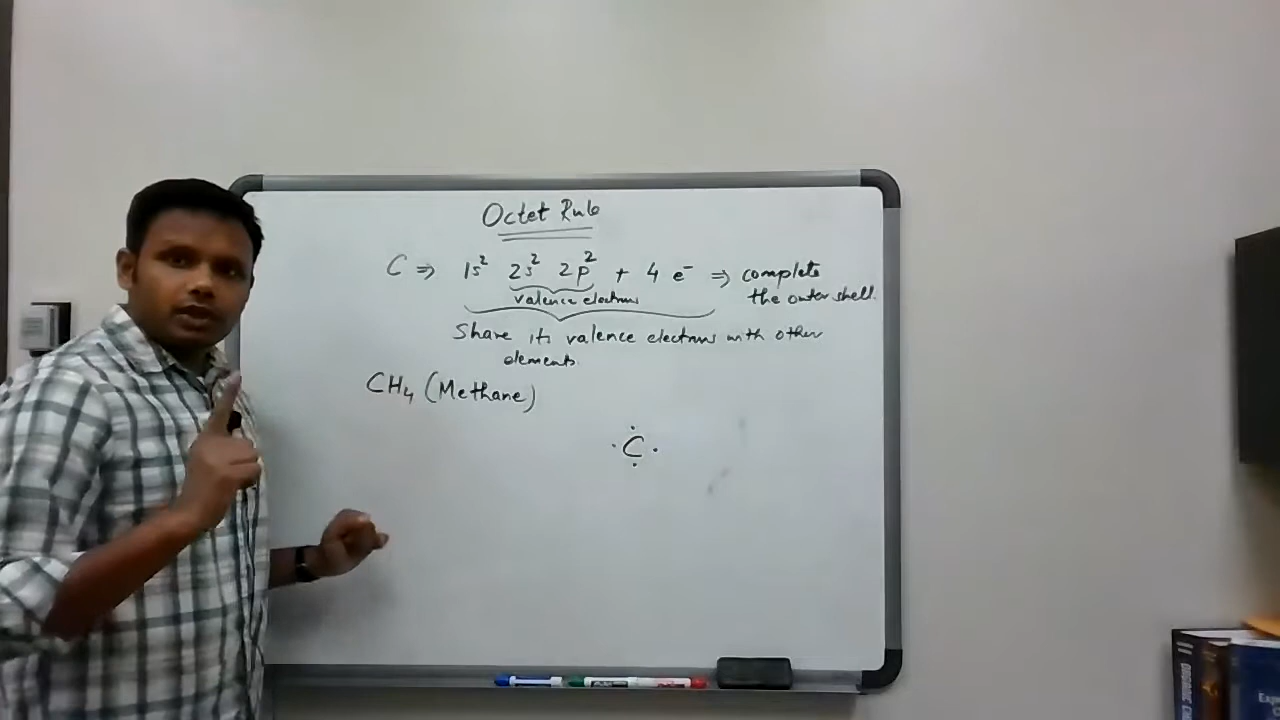 Octet Rule
C ⇒ 1s² 2s² 2p² + 4 e⁻ ⇒ complete
the outer shell.
valence electrons
Share its valence electrons with other
elements.
CH₄ (Methane)
C